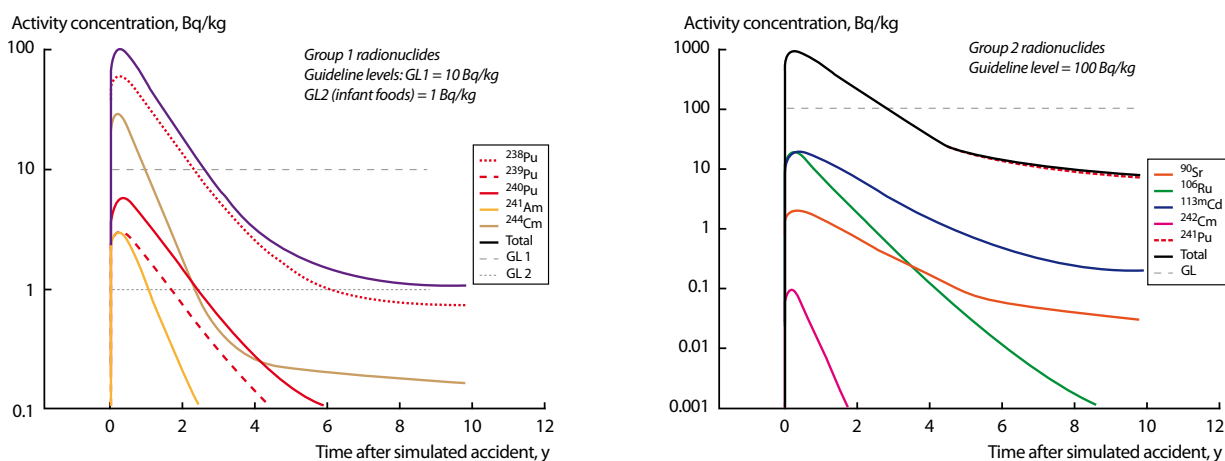 Activity concentration, Bq/kg
100
10
1
0.1
Group 1 radionuclides
Guideline levels: GL1 = 10 Bq/kg
GL2 (infant foods) = 1 Bq/kg
²³⁸Pu
²³⁹Pu
²⁴⁰Pu
²⁴¹Am
²⁴⁴Cm
Total
GL 1
GL 2
0 2 4 6 8 10 12
Time after simulated accident, y
Activity concentration, Bq/kg
1000
100
10
1
0.1
0.01
0.001
Group 2 radionuclides
Guideline level = 100 Bq/kg
⁹⁰Sr
¹⁰⁶Ru
¹¹³ᵐCd
²⁴²Cm
²⁴¹Pu
Total
GL
0 2 4 6 8 10 12
Time after simulated accident, y